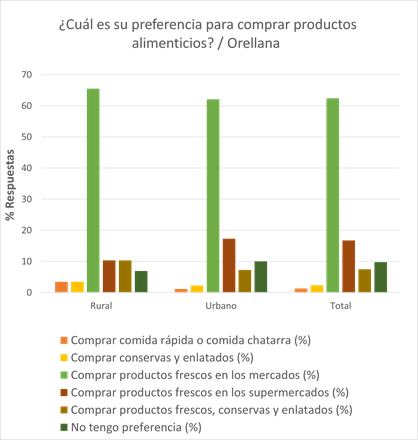 ¿Cuál es su preferencia para comprar productos
alimenticios? / Orellana
70
60
50
40
30
20
10
0
% Respuestas
Rural
Urbano
Total
Comprar comida rápida o comida chatarra (%)
Comprar conservas y enlatados (%)
Comprar productos frescos en los mercados (%)
Comprar productos frescos en los supermercados (%)
Comprar productos frescos, conservas y enlatados (%)
No tengo preferencia (%)